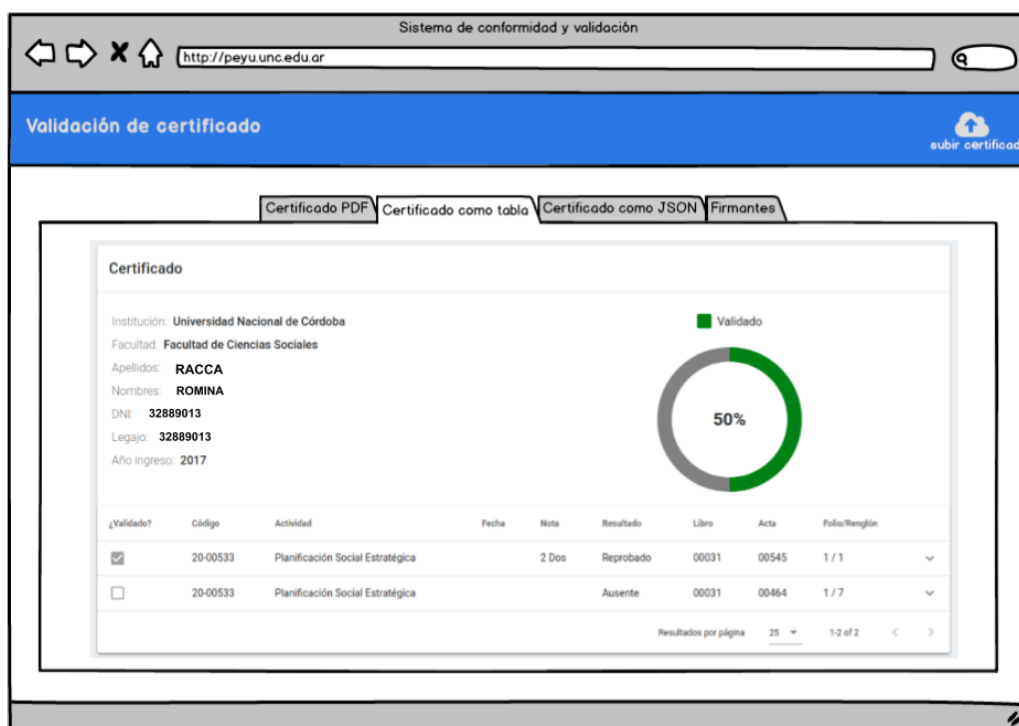 Sistema de conformidad y validación
http://peyu.unc.edu.ar
Validación de certificado
subir certificad
Certificado PDF Certificado como tabla Certificado como JSON Firmantes
Certificado
Institución: Universidad Nacional de Córdoba
Facultad: Facultad de Ciencias Sociales
Apellidos: RACCA
Nombres: ROMINA
DNI: 32889013
Legajo: 32889013
Año ingreso: 2017
Validado
50%
¿Validado? Código Actividad Fecha Nota Resultado Libro Acta Folio/Renglón
20-00533 Planificación Social Estratégica 2 Dos Reprobado 00031 00545 1 / 1
20-00533 Planificación Social Estratégica Ausente 00031 00464 1 / 7
Resultados por página 25 1-2 of 2